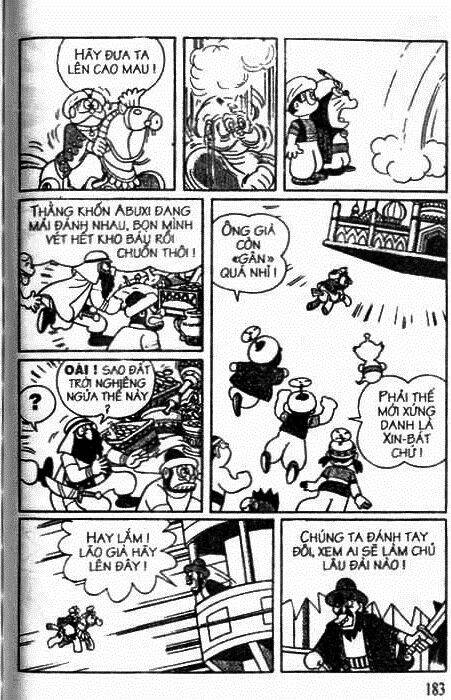 HÃY ĐƯA TA
LÊN CAO MAU !
THẰNG KHỐN ABUXI ĐANG
MẢI ĐÁNH NHAU, BỌN MÌNH
VÉT HẾT KHO BÁU RỒI
CHUỒN THÔI !
ÔNG GIÀ
CÒN
«GÂN»
QUÁ NHỈ !
OÁI ! SAO ĐẤT
TRỜI NGHIÊNG
NGỬA THẾ NÀY
?
?
PHẢI THẾ
MỚI XỨNG
DANH LÀ
XIN-BÁT
CHỨ !
HAY LẮM !
LÃO GIÀ HÃY
LÊN ĐÂY !
CHÚNG TA ĐÁNH TAY
ĐÔI, XEM AI SẼ LÀM CHỦ
LÂU ĐÀI NÀO !
183